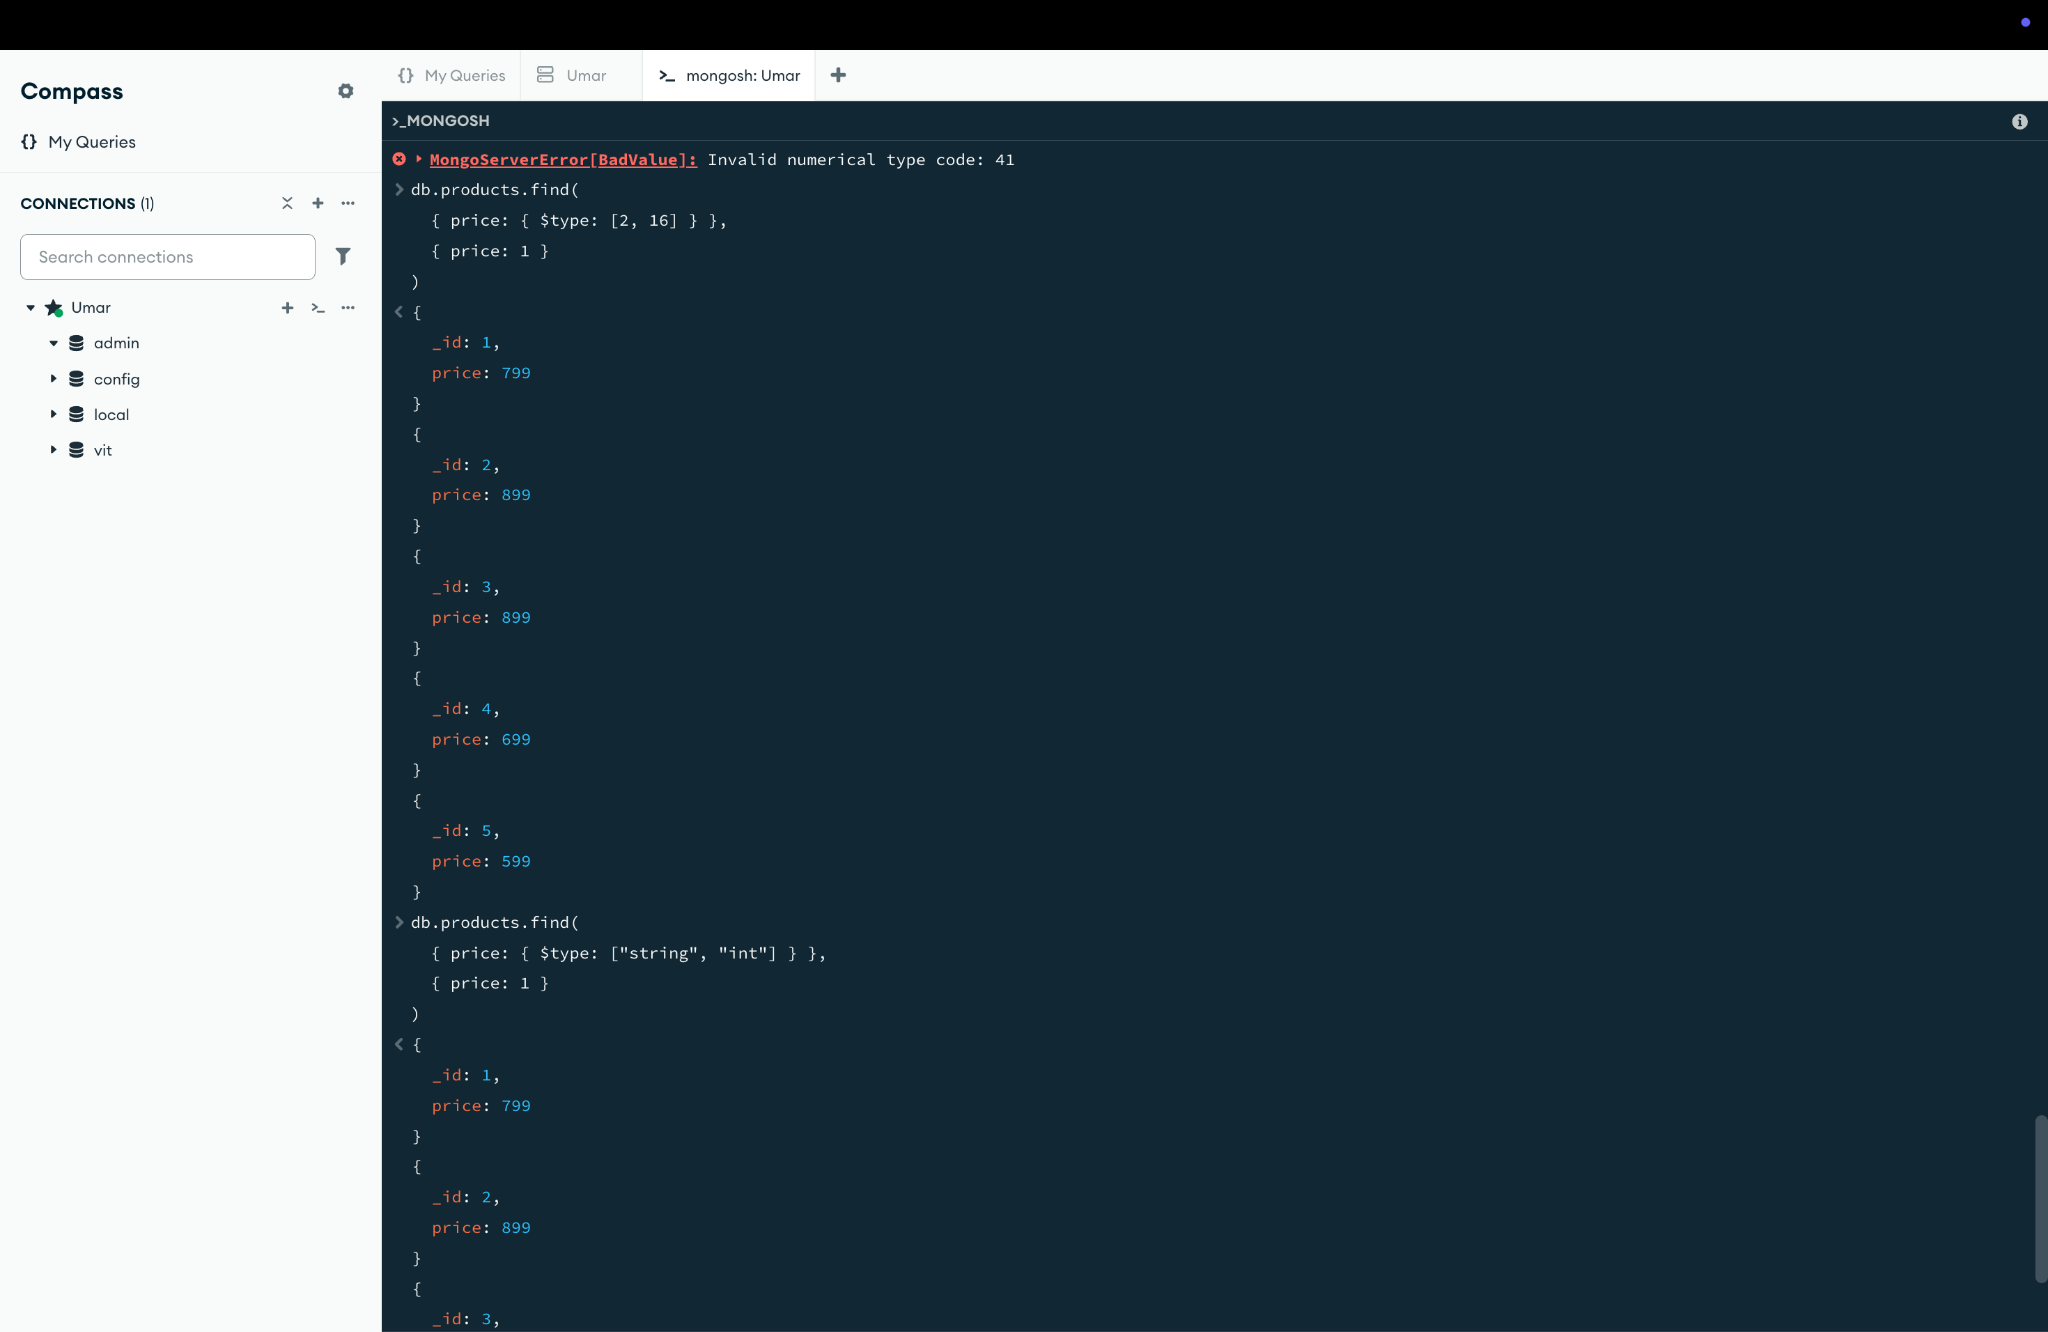 Compass
My Queries
CONNECTIONS (1)
Search connections
Umar
admin
config
local
vit
My Queries
Umar
>_ mongosh: Umar
>_MONGOSH
MongoServerError[BadValue]: Invalid numerical type code: 41
> db.products.find(
{ price: { $type: [2, 16] } },
{ price: 1 }
)
< {
_id: 1,
price: 799
}
{
_id: 2,
price: 899
}
{
_id: 3,
price: 899
}
{
_id: 4,
price: 699
}
{
_id: 5,
price: 599
}
> db.products.find(
{ price: { $type: ["string", "int"] } },
{ price: 1 }
)
< {
_id: 1,
price: 799
}
{
_id: 2,
price: 899
}
{
_id: 3,